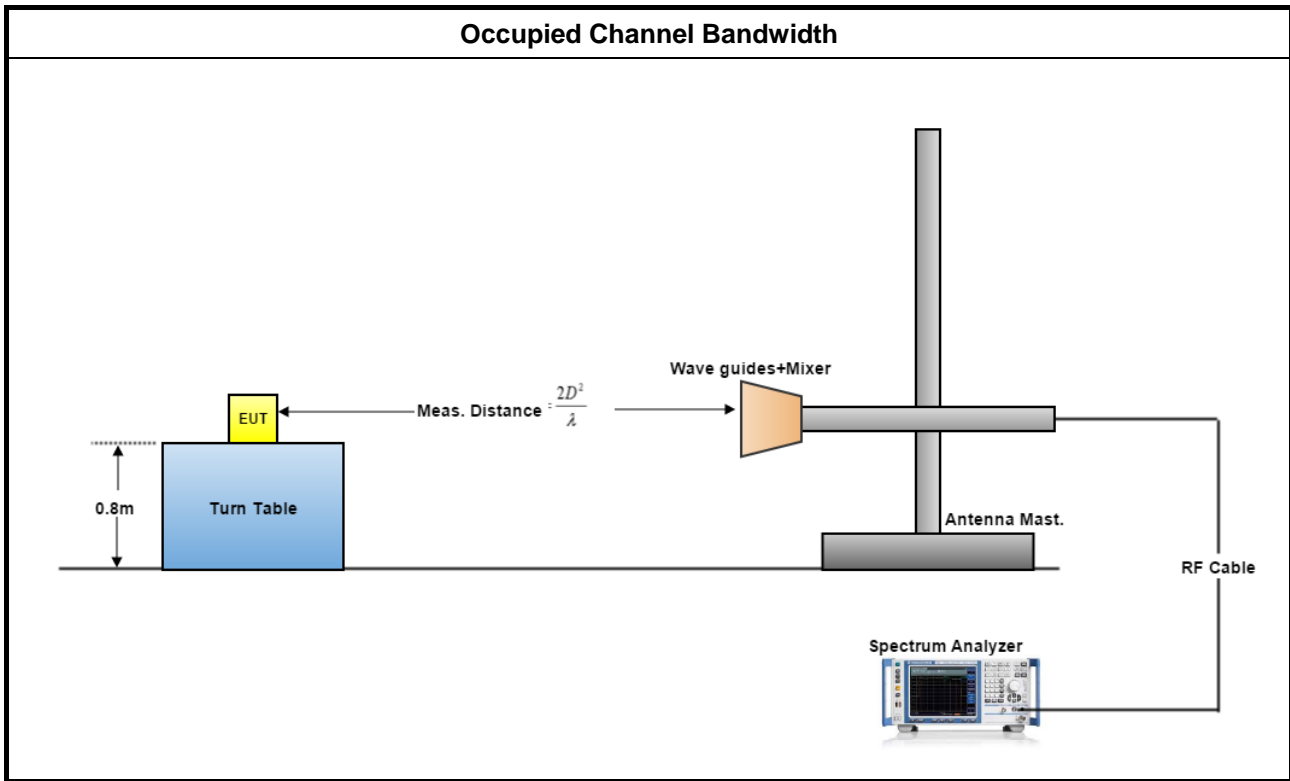 Occupied Channel Bandwidth
Wave guides+Mixer
EUT
Meas. Distance = 2D²/λ
0.8m
Turn Table
Antenna Mast.
RF Cable
Spectrum Analyzer